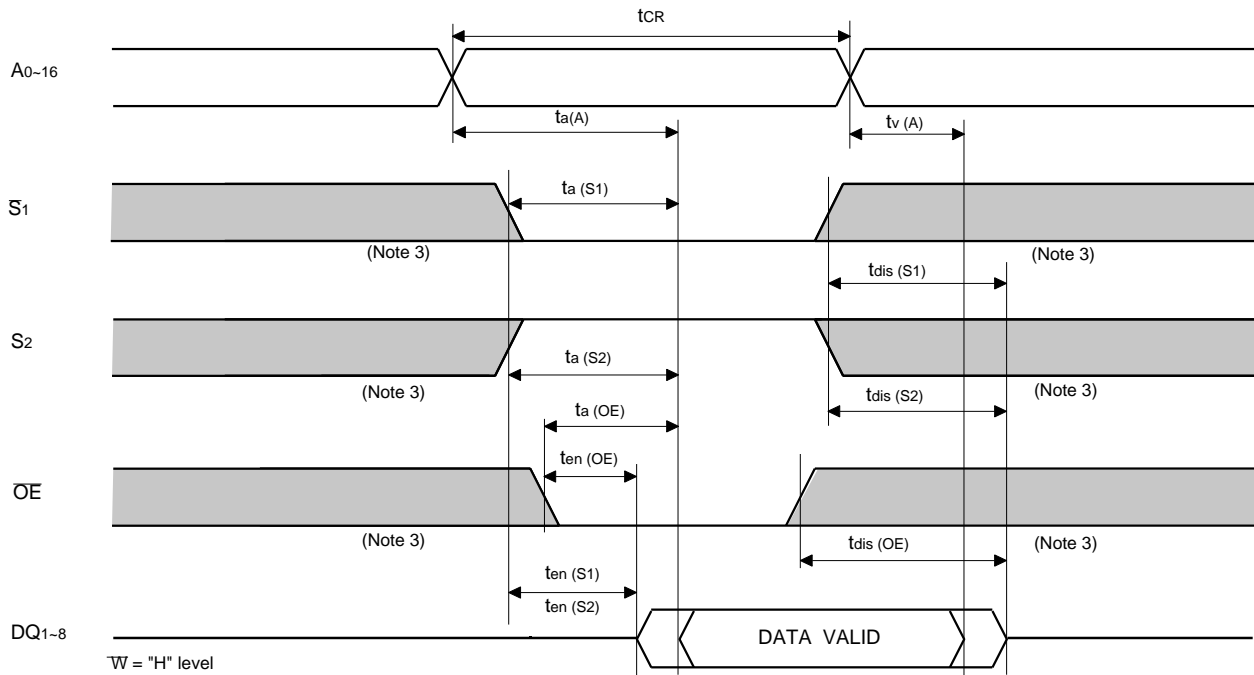 tCR
A0~16
ta(A)
tv (A)
S̅1
ta (S1)
(Note 3)
(Note 3)
tdis (S1)
S2
ta (S2)
(Note 3)
(Note 3)
tdis (S2)
ta (OE)
ten (OE)
O̅E̅
(Note 3)
(Note 3)
tdis (OE)
ten (S1)
ten (S2)
DQ1~8
DATA VALID
W̅ = "H" level